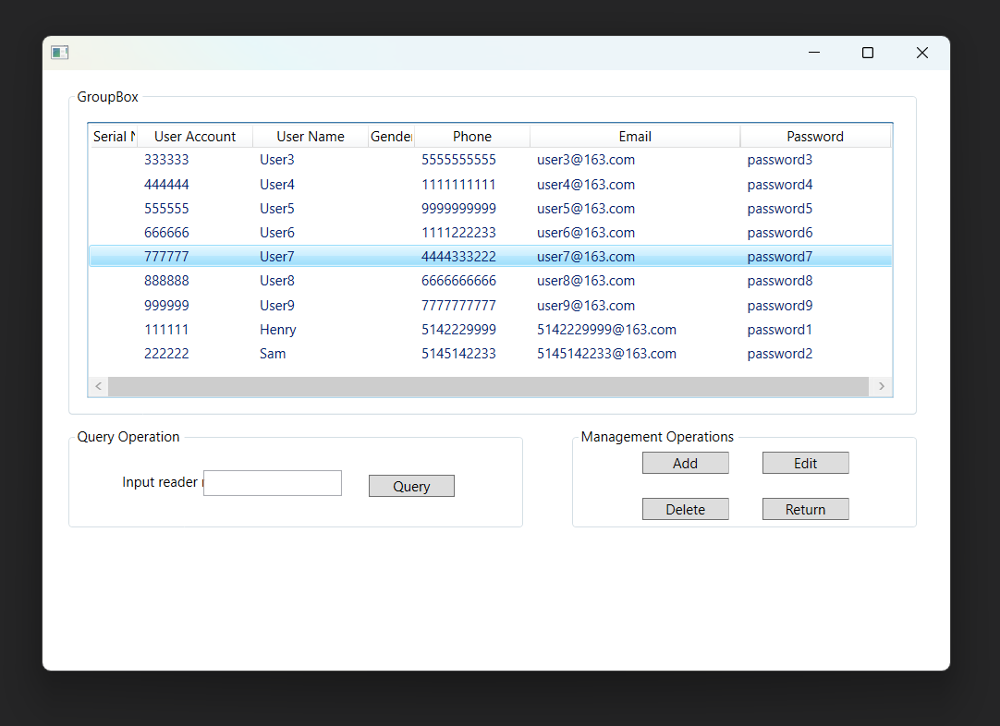 GroupBox
Serial User Account User Name Gender Phone Email Password
333333 User3 5555555555 user3@163.com password3
444444 User4 1111111111 user4@163.com password4
555555 User5 9999999999 user5@163.com password5
666666 User6 1111222233 user6@163.com password6
777777 User7 4444333222 user7@163.com password7
888888 User8 6666666666 user8@163.com password8
999999 User9 7777777777 user9@163.com password9
111111 Henry 5142229999 5142229999@163.com password1
222222 Sam 5145142233 5145142233@163.com password2
Query Operation
Input reader
Query
Management Operations
Add Edit
Delete Return